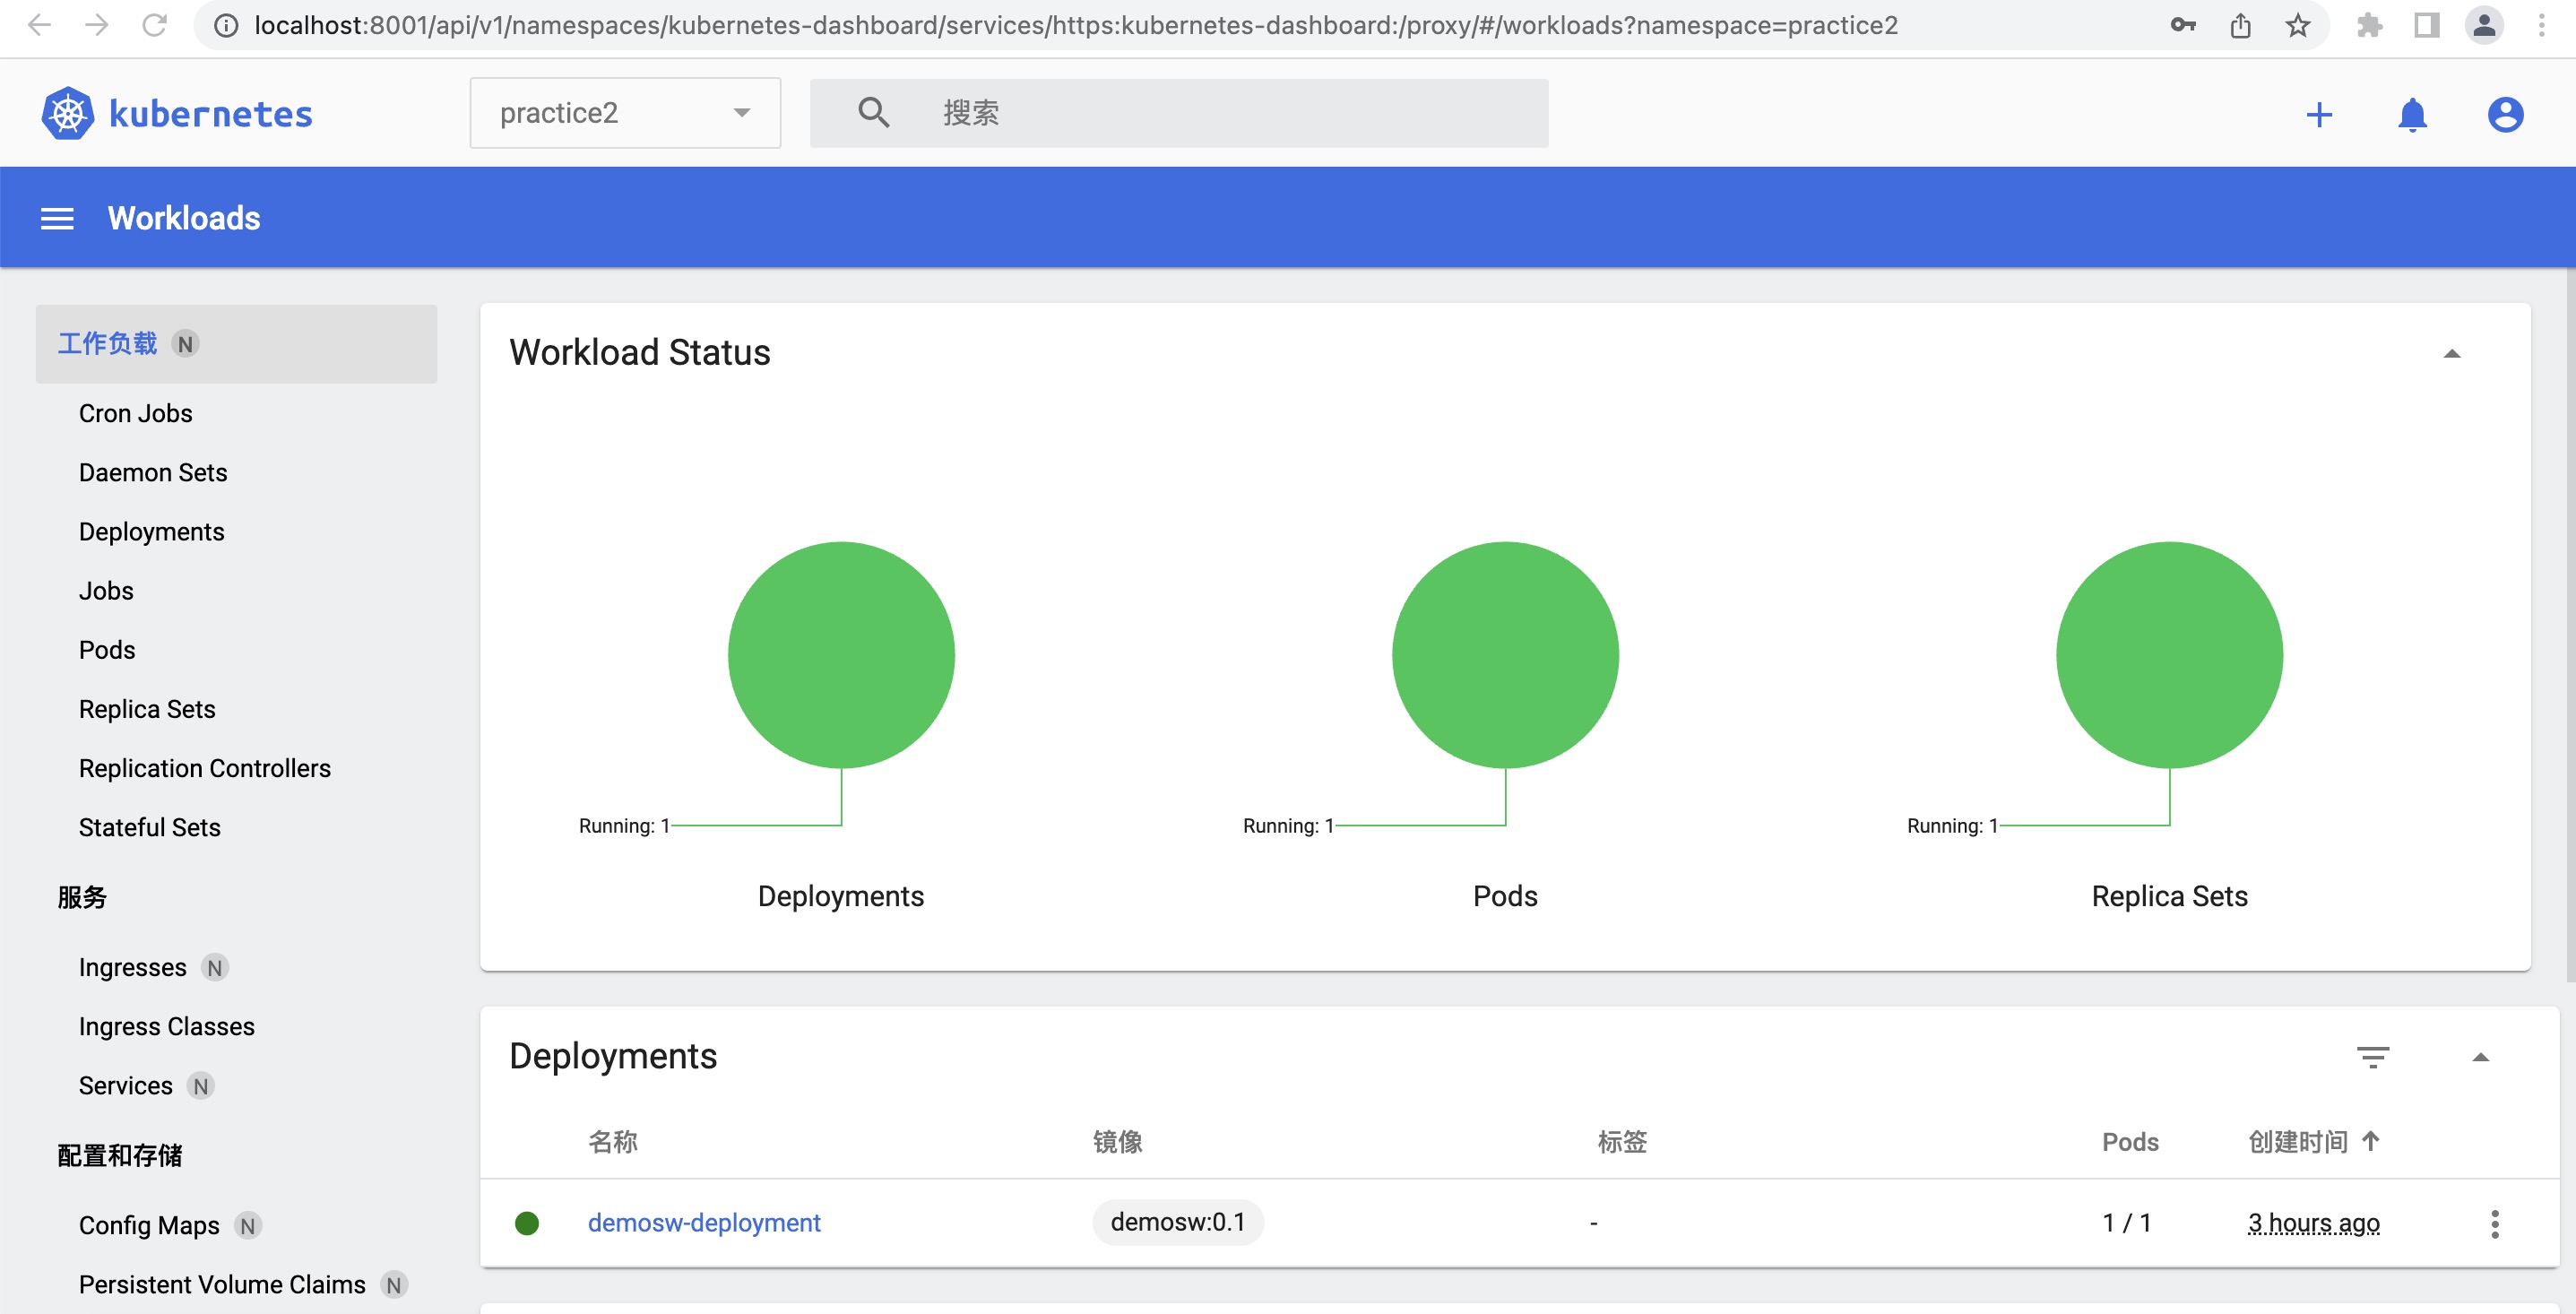 localhost:8001/api/v1/namespaces/kubernetes-dashboard/services/https:kubernetes-dashboard:/proxy/#/workloads?namespace=practice2
kubernetes
practice2
搜索
Workloads
工作负载 N
Cron Jobs
Daemon Sets
Deployments
Jobs
Pods
Replica Sets
Replication Controllers
Stateful Sets
服务
Ingresses N
Ingress Classes
Services N
配置和存储
Config Maps N
Persistent Volume Claims N
Workload Status
Running: 1
Deployments
Running: 1
Pods
Running: 1
Replica Sets
Deployments
名称 镜像 标签 Pods 创建时间
demosw-deployment demosw:0.1 - 1 / 1 3 hours ago